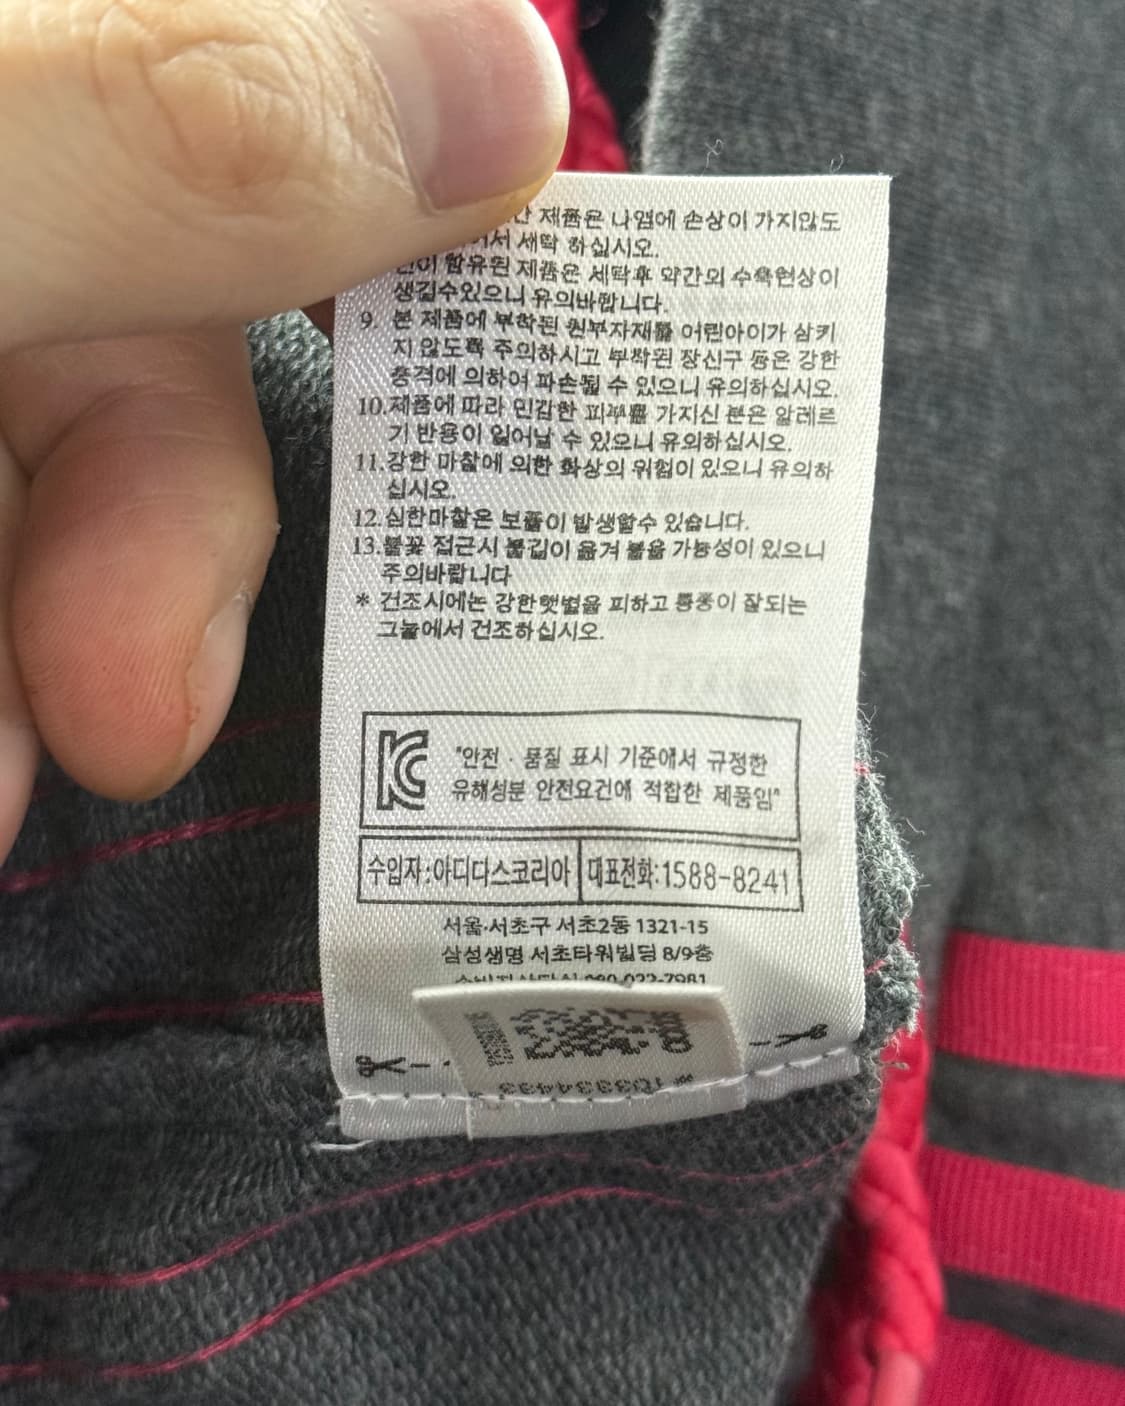 제품은 나염에 손상이 가지않도
세탁 하십시오.
함유된 제품은 세탁후 약간의 수축현상이
생길수있으니 유의바랍니다.
9. 본 제품에 부착된 원부자재를 어린아이가 삼키
지 않도록 주의하시고 부착된 장신구 등은 강한
충격에 의하여 파손될 수 있으니 유의하십시오.
10.제품에 따라 민감한 피부를 가지신 분은 알레르
기 반응이 일어날 수 있으니 유의하십시오.
11.강한 마찰에 의한 화상의 위험이 있으니 유의하
십시오.
12.심한마찰은 보풀이 발생할수 있습니다.
13.불꽃 접근시 불길이 옮겨 붙을 가능성이 있으니
주의바랍니다
* 건조시에는 강한햇볕을 피하고 통풍이 잘되는
그늘에서 건조하십시오.
KC
"안전 · 품질 표시 기준에서 규정한
유해성분 안전요건에 적합한 제품임"
수입자:아디다스코리아 대표전화:1588-8241
서울·서초구 서초2동 1321-15
삼성생명 서초타워빌딩 8/9층
080-022-7981